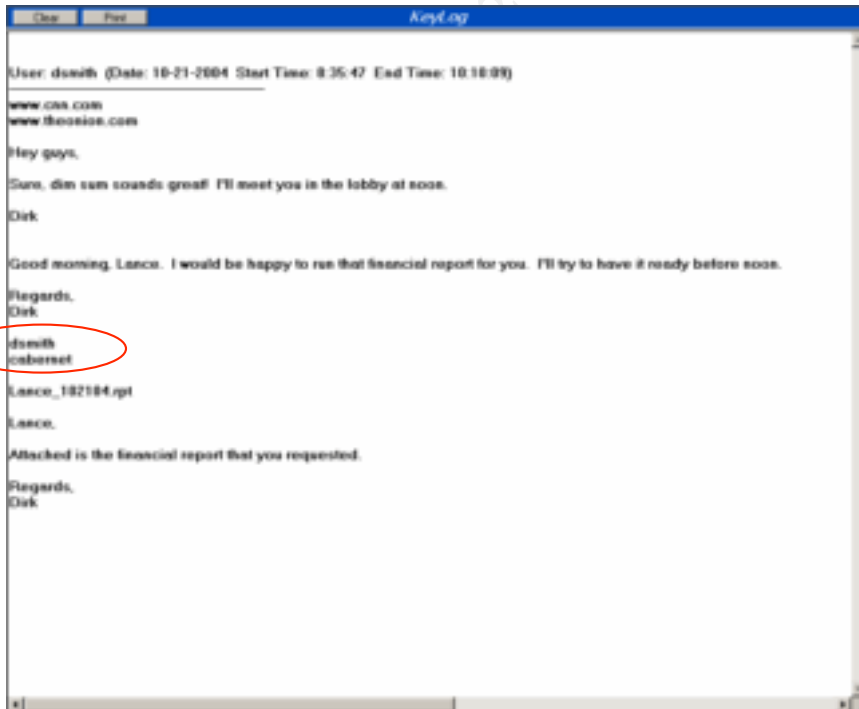 Clear Print KeyLog
User: dsmith (Date: 10-21-2004 Start Time: 8:35:47 End Time: 10:18:09)
www.cnn.com
www.theonion.com
Hey guys,
Sure, dim sum sounds great! I'll meet you in the lobby at noon.
Dirk
Good morning, Lance. I would be happy to run that financial report for you. I'll try to have it ready before noon.
Regards,
Dirk
dsmith
cabernet
Lance_102104.rpt
Lance,
Attached is the financial report that you requested.
Regards,
Dirk